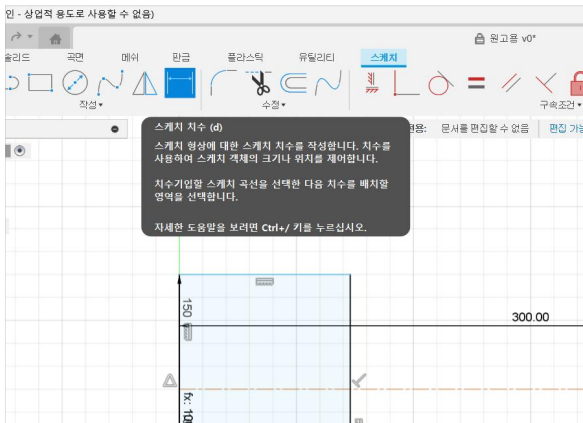 인 - 상업적 용도로 사용할 수 없음)
원고용 v0*
솔리드 곡면 메쉬 판금 플라스틱 유틸리티 스케치
작성▾ 수정▾ 구속조건▾
스케치 치수 (d)
문서를 편집할 수 없음 편집 가능
스케치 형상에 대한 스케치 치수를 작성합니다. 치수를
사용하여 스케치 객체의 크기나 위치를 제어합니다.
치수기입할 스케치 곡선을 선택한 다음 치수를 배치할
영역을 선택합니다.
자세한 도움말을 보려면 Ctrl+/ 키를 누르십시오.
150
300.00
fx: